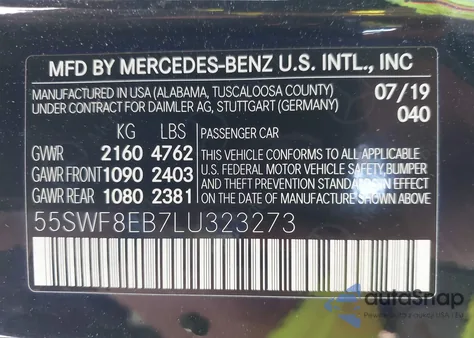 MFD BY MERCEDES-BENZ U.S. INTL., INC
MANUFACTURED IN USA (ALABAMA, TUSCALOOSA COUNTY)
UNDER CONTRACT FOR DAIMLER AG, STUTTGART (GERMANY)
07/19
040
KG LBS
PASSENGER CAR
GVWR 2160 4762
GAWR FRONT 1090 2403
GAWR REAR 1080 2381
THIS VEHICLE CONFORMS TO ALL APPLICABLE
U.S. FEDERAL MOTOR VEHICLE SAFETY,BUMPER
AND THEFT PREVENTION STANDARDS IN EFFECT
ON THE DATE OF MANUFACTURE SHOWN ABOVE
55SWF8EB7LU323273
autoSnap